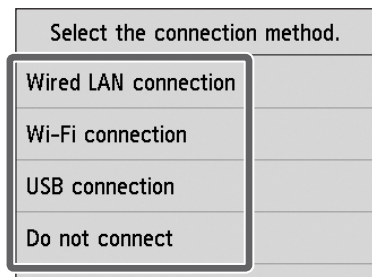 Select the connection method.
Wired LAN connection
Wi-Fi connection
USB connection
Do not connect